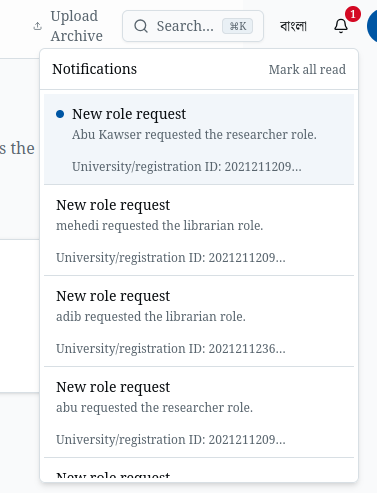 Upload
Archive
Search... ⌘K
বাংলা
1
Notifications
Mark all read
s the
New role request
Abu Kawser requested the researcher role.
University/registration ID: 2021211209...
New role request
mehedi requested the librarian role.
University/registration ID: 2021211209...
New role request
adib requested the librarian role.
University/registration ID: 2021211236...
New role request
abu requested the researcher role.
University/registration ID: 2021211209...
New role request